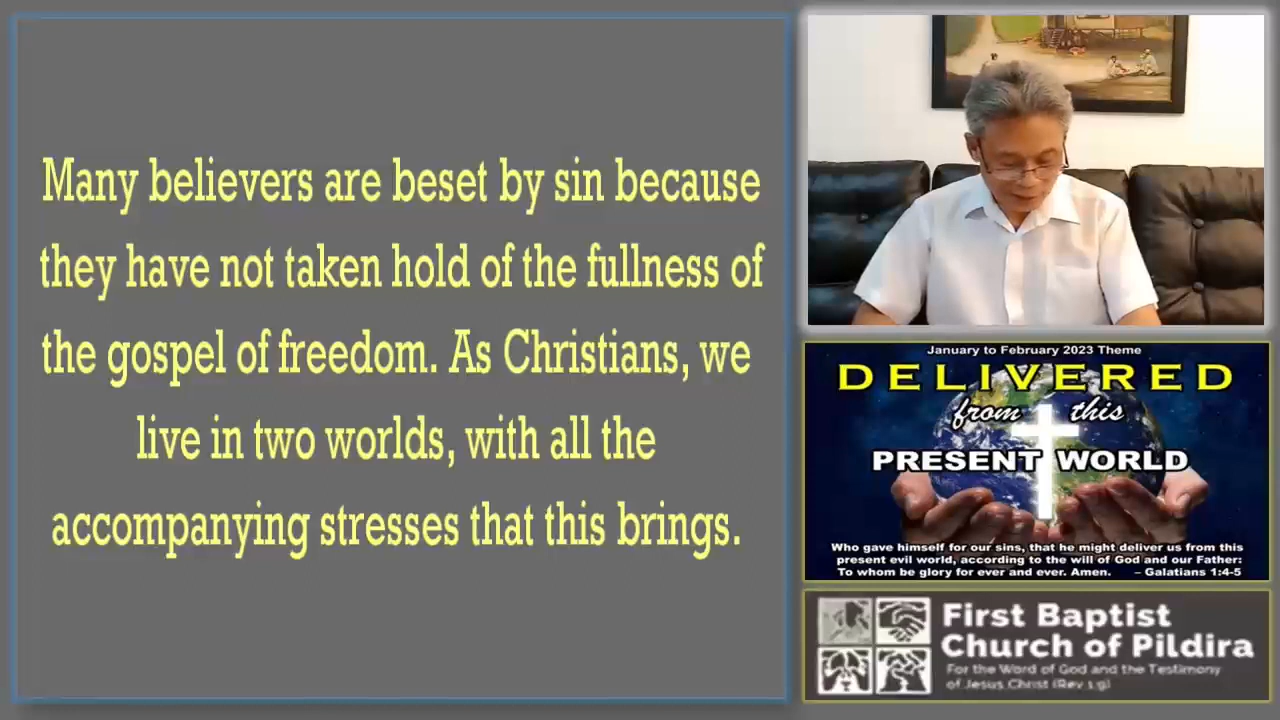 Many believers are beset by sin because
they have not taken hold of the fullness of
the gospel of freedom. As Christians, we
live in two worlds, with all the
accompanying stresses that this brings.
January to February 2023 Theme
DELIVERED
from this
PRESENT WORLD
Who gave himself for our sins, that he might deliver us from this
present evil world, according to the will of God and our Father:
To whom be glory for ever and ever. Amen. – Galatians 1:4-5
First Baptist
Church of Pildira
For the Word of God and the Testimony
of Jesus Christ (Rev 1:9)